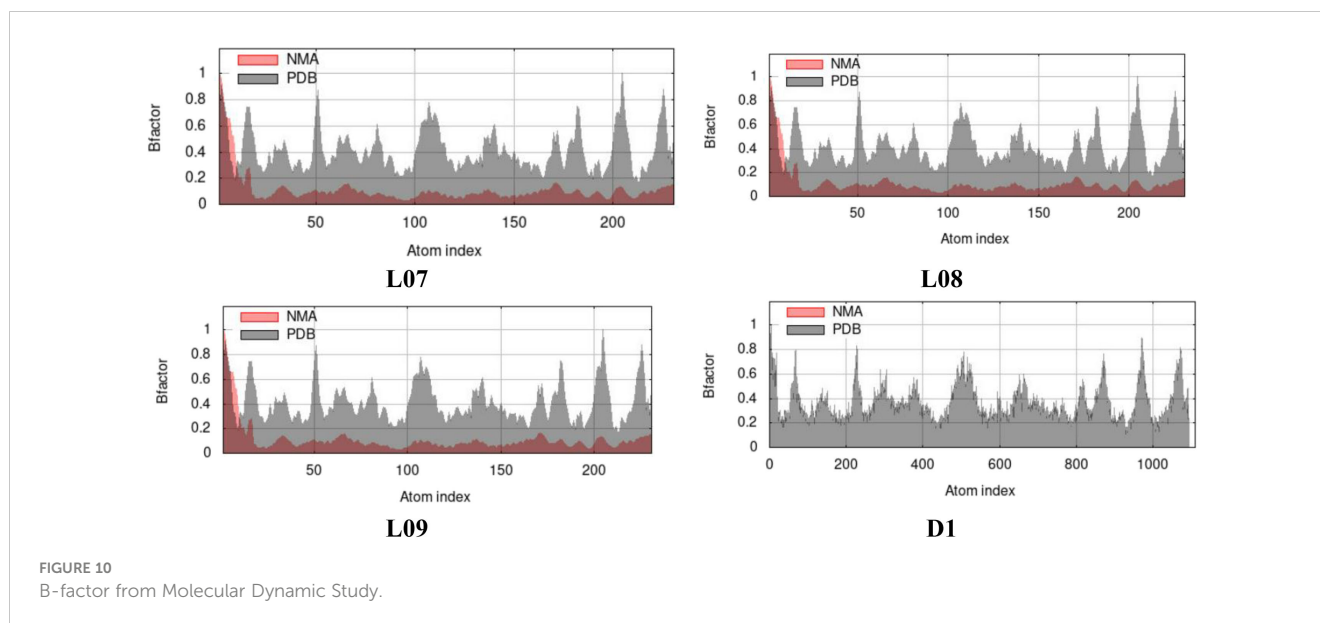 NMA
PDB
1
0.8
0.6
0.4
0.2
0
Bfactor
50
100
150
200
Atom index
L07
NMA
PDB
1
0.8
0.6
0.4
0.2
0
Bfactor
50
100
150
200
Atom index
L08
NMA
PDB
1
0.8
0.6
0.4
0.2
0
Bfactor
50
100
150
200
Atom index
L09
NMA
PDB
1
0.8
0.6
0.4
0.2
0
Bfactor
0
200
400
600
800
1000
Atom index
D1
FIGURE 10
B-factor from Molecular Dynamic Study.